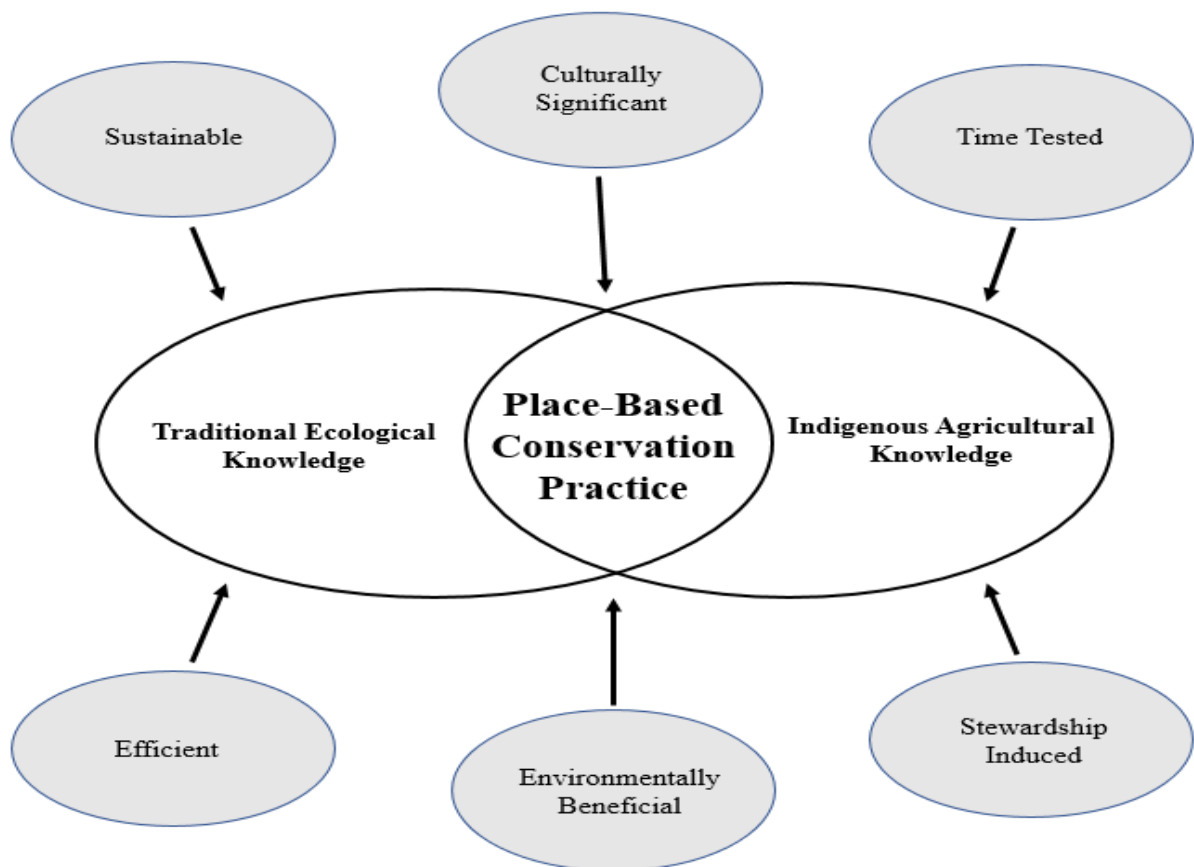 Culturally
Significant
Sustainable
Time Tested
Traditional Ecological
Knowledge
Place-Based
Conservation
Practice
Indigenous Agricultural
Knowledge
Efficient
Environmentally
Beneficial
Stewardship
Induced